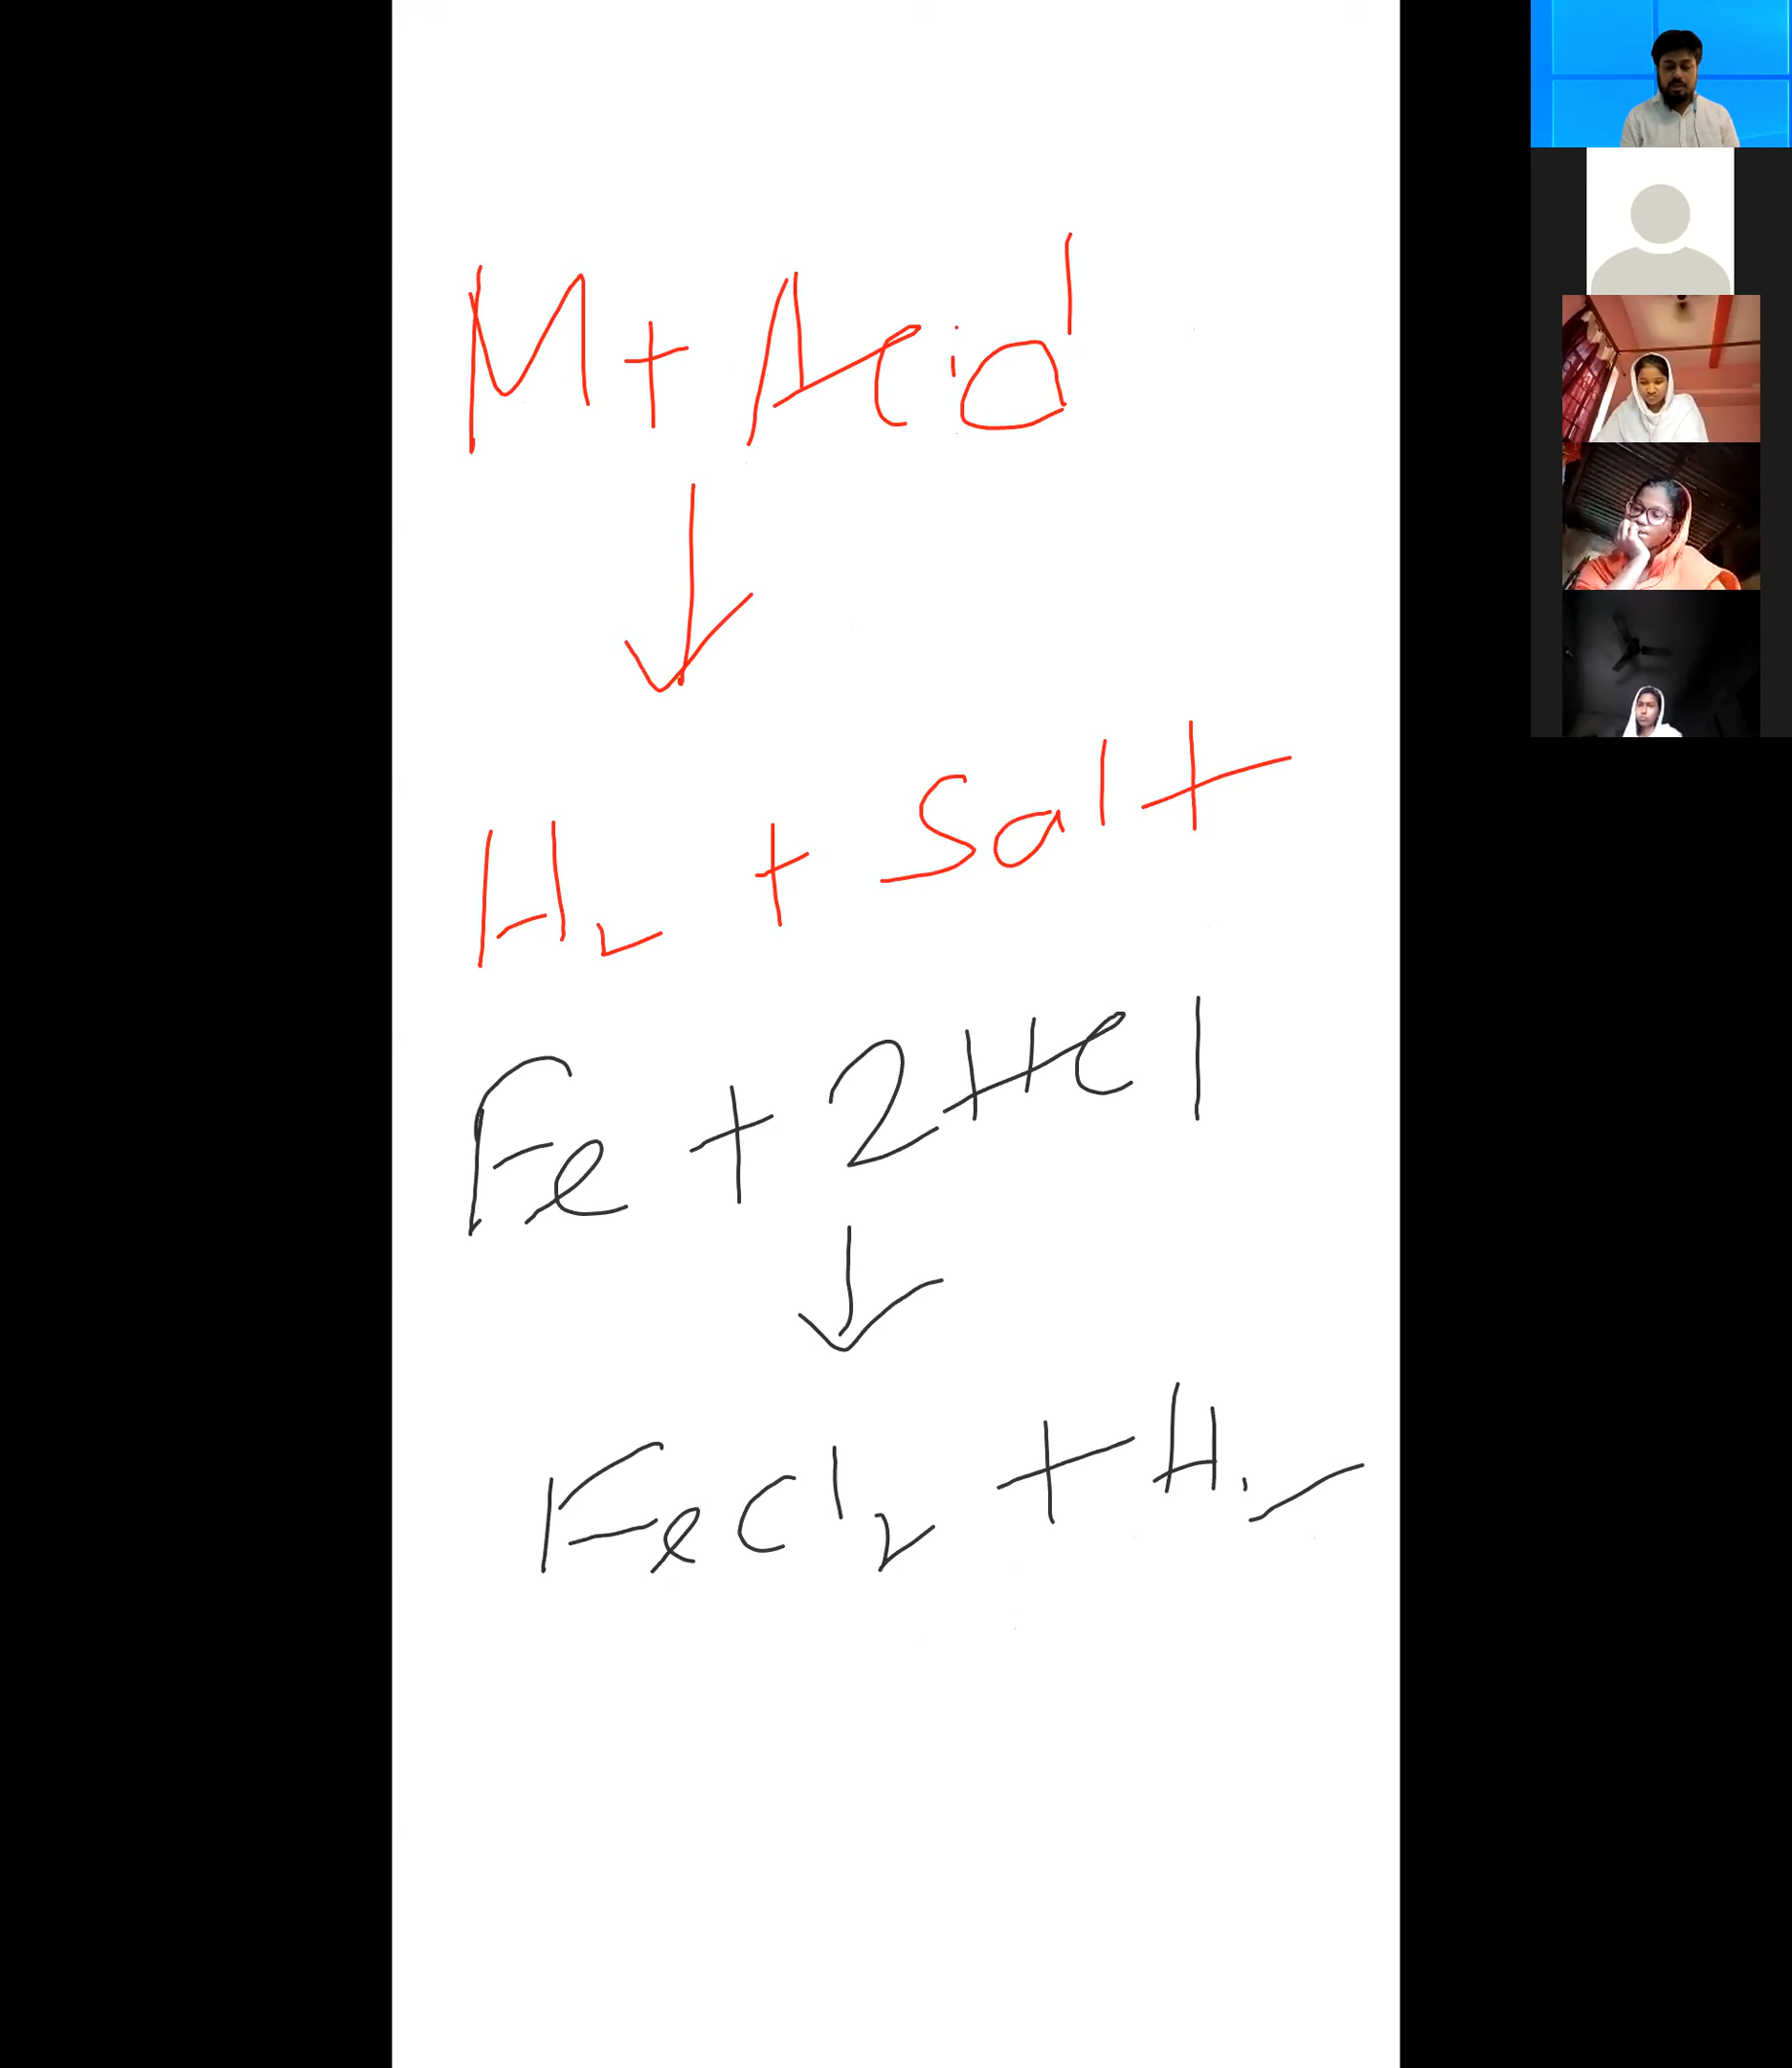 M + Acid
↓
H₂ + Salt
Fe + 2HCl
↓
FeCl₂ + H₂